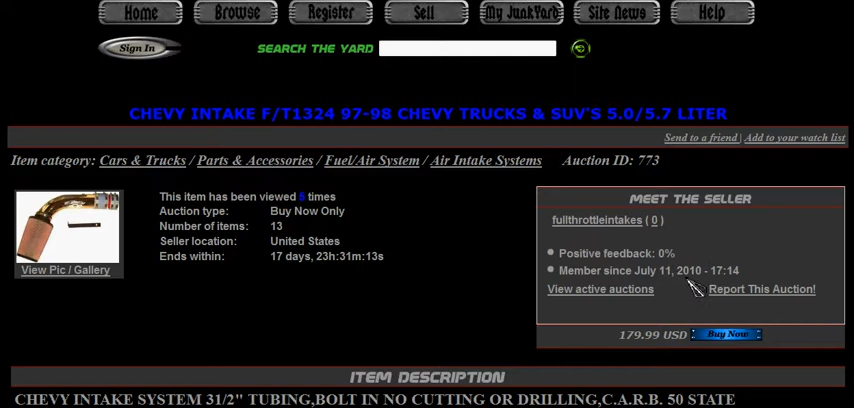 Home Browse Register Sell My JunkYard Site News Help
Sign In SEARCH THE YARD
CHEVY INTAKE F/T1324 97-98 CHEVY TRUCKS & SUV'S 5.0/5.7 LITER
Send to a friend | Add to your watch list
Item category: Cars & Trucks / Parts & Accessories / Fuel/Air System / Air Intake Systems Auction ID: 773
View Pic / Gallery
This item has been viewed 5 times
Auction type: Buy Now Only
Number of items: 13
Seller location: United States
Ends within: 17 days, 23h:31m:13s
MEET THE SELLER
fullthrottleintakes ( 0 )
Positive feedback: 0%
Member since July 11, 2010 - 17:14
View active auctions Report This Auction!
179.99 USD Buy Now
ITEM DESCRIPTION
CHEVY INTAKE SYSTEM 31/2" TUBING,BOLT IN NO CUTTING OR DRILLING,C.A.R.B. 50 STATE